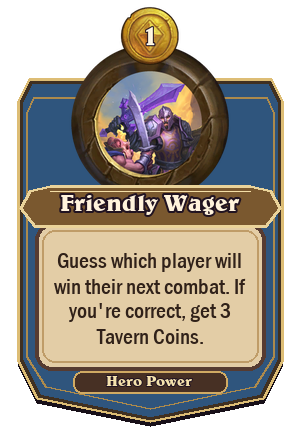 1
Friendly Wager
Guess which player will
win their next combat. If
you're correct, get 3
Tavern Coins.
Hero Power